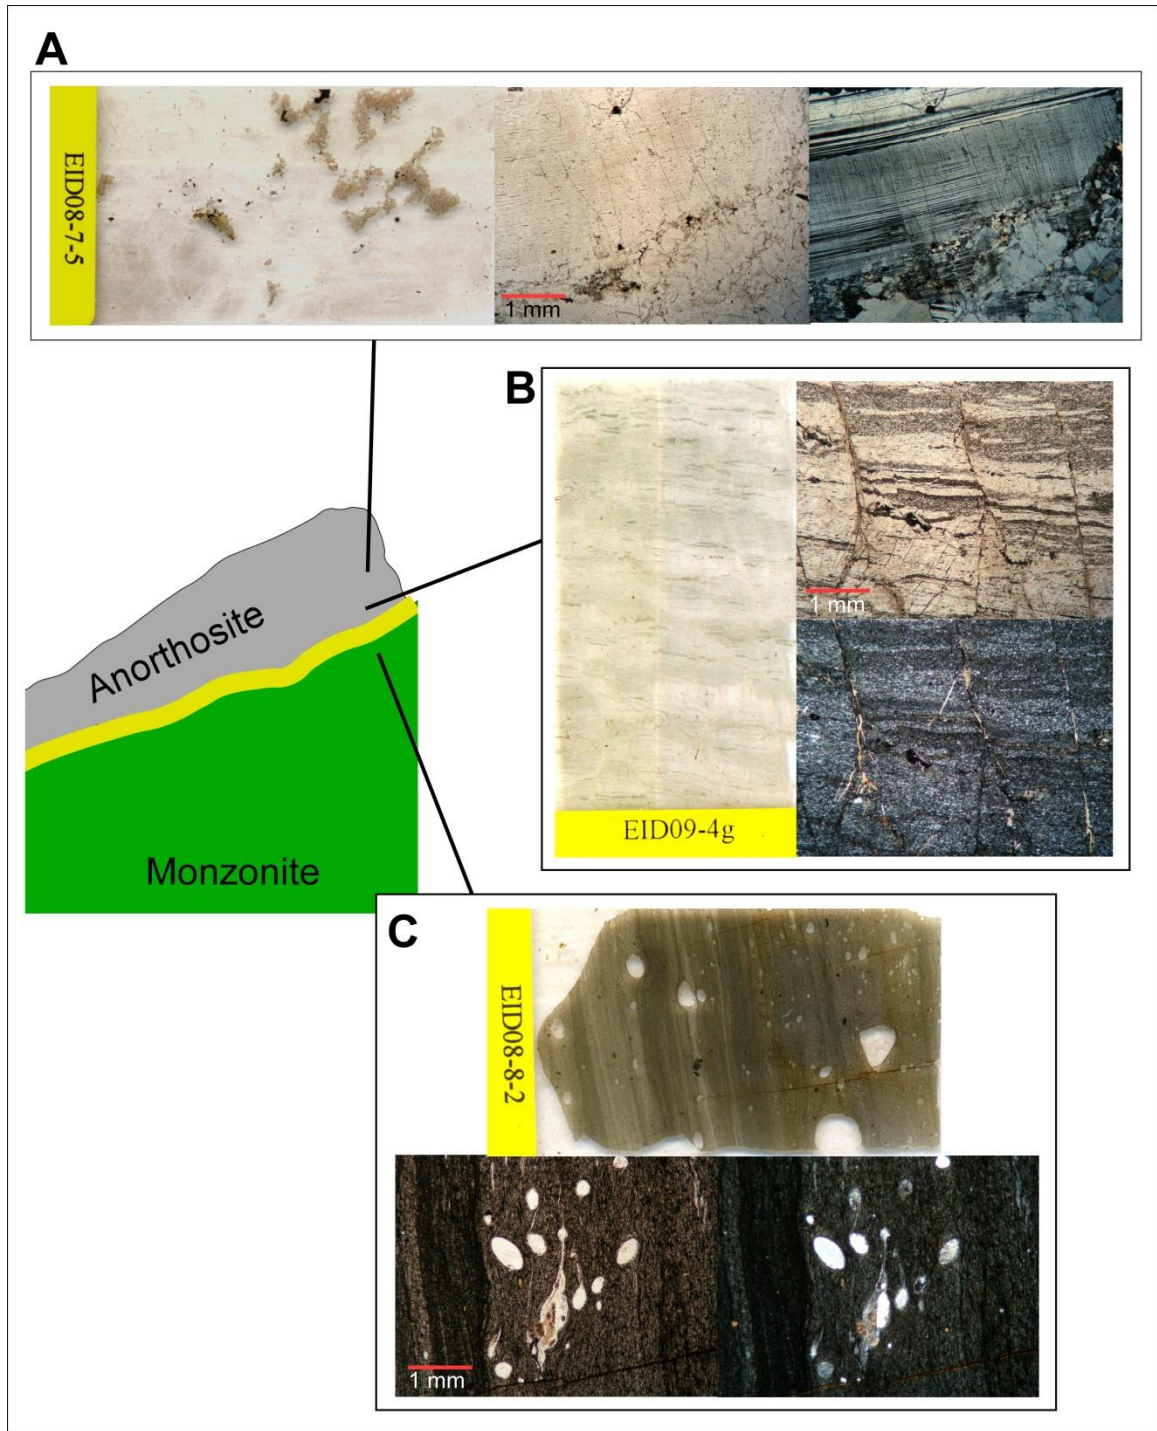 A
EID08-7-5
1 mm
B
1 mm
EID09-4g
Anorthosite
Monzonite
C
EID08-8-2
1 mm